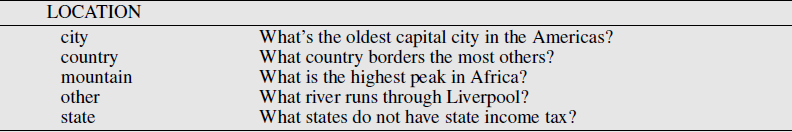 LOCATION
city What's the oldest capital city in the Americas?
country What country borders the most others?
mountain What is the highest peak in Africa?
other What river runs through Liverpool?
state What states do not have state income tax?